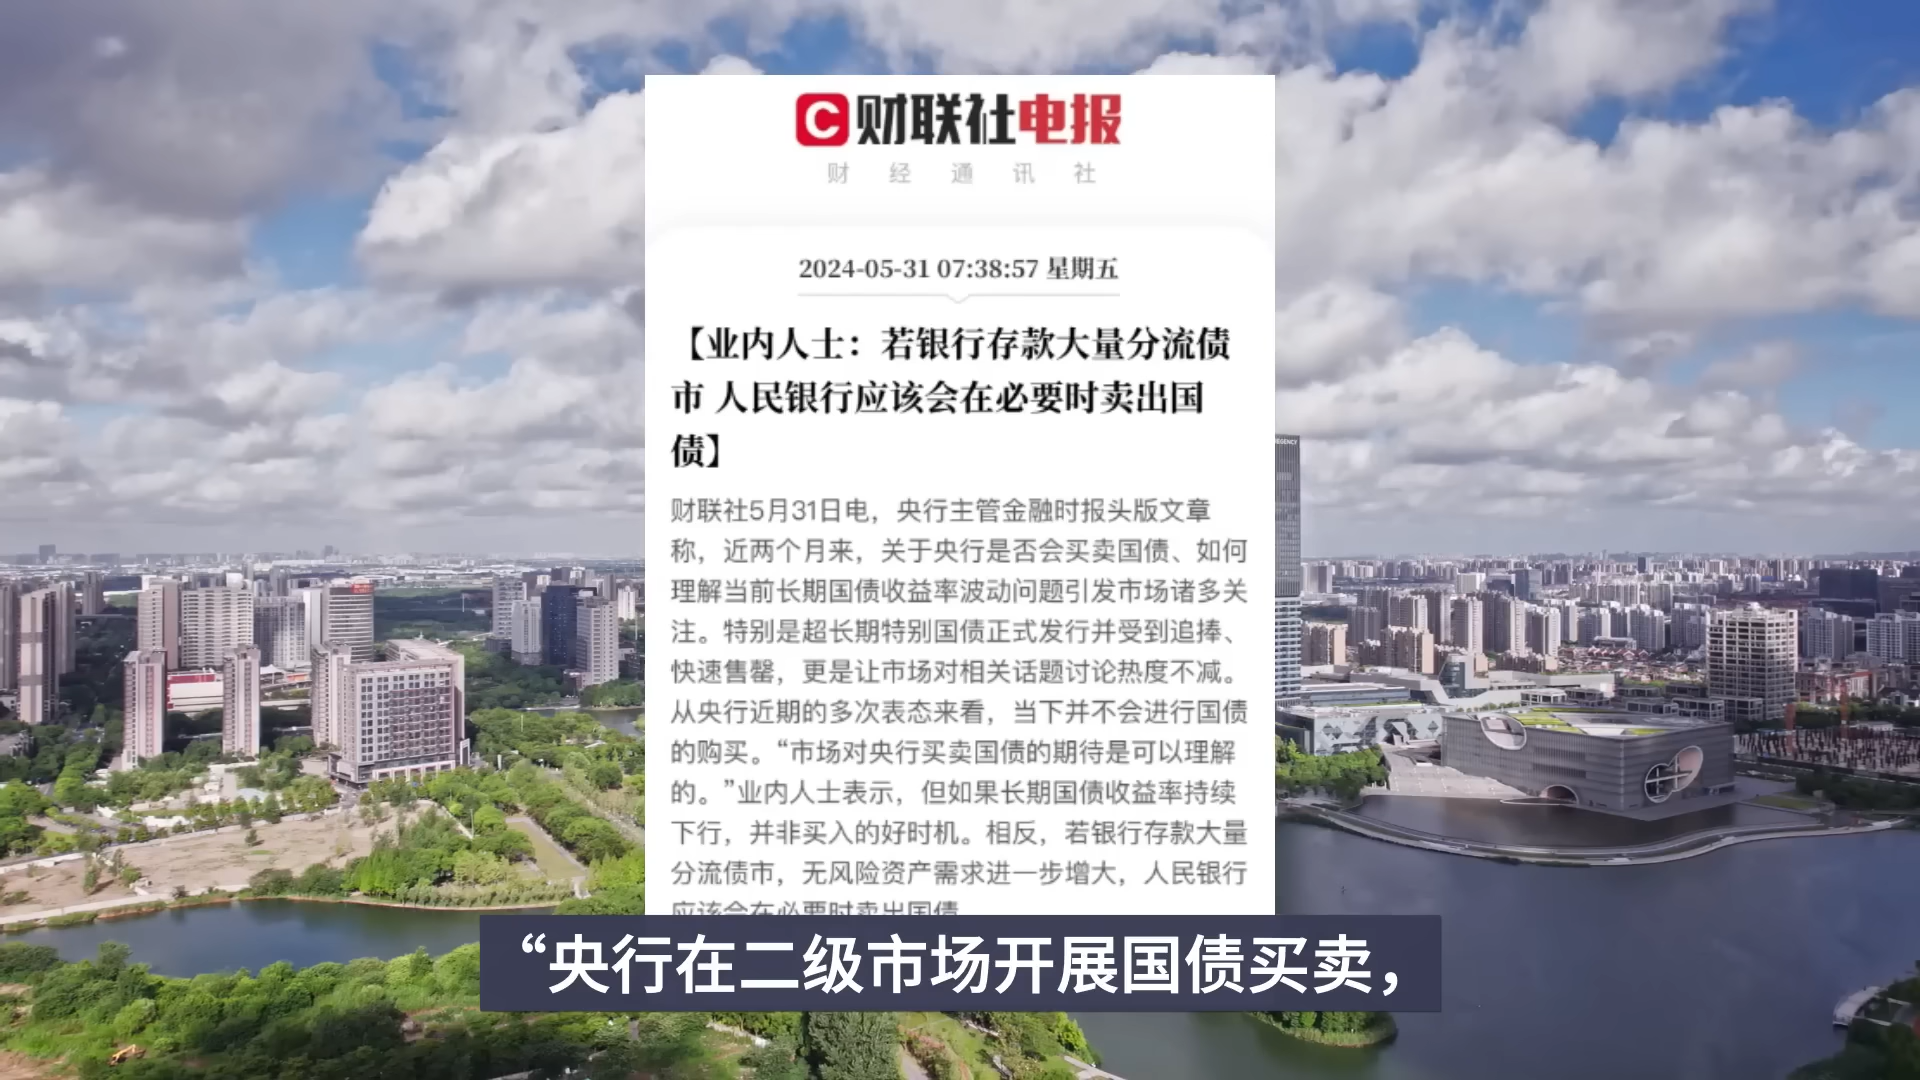 C 财联社电报
财经通讯社
2024-05-31 07:38:57 星期五
【业内人士：若银行存款大量分流债
市 人民银行应该会在必要时卖出国
债】
财联社5月31日电，央行主管金融时报头版文章
称，近两个月来，关于央行是否会买卖国债、如何
理解当前长期国债收益率波动问题引发市场诸多关
注。特别是超长期特别国债正式发行并受到追捧、
快速售罄，更是让市场对相关话题讨论热度不减。
从央行近期的多次表态来看，当下并不会进行国债
的购买。“市场对央行买卖国债的期待是可以理解
的。”业内人士表示，但如果长期国债收益率持续
下行，并非买入的好时机。相反，若银行存款大量
分流债市，无风险资产需求进一步增大，人民银行
应该会在必要时卖出国债
“央行在二级市场开展国债买卖，
REGENCY